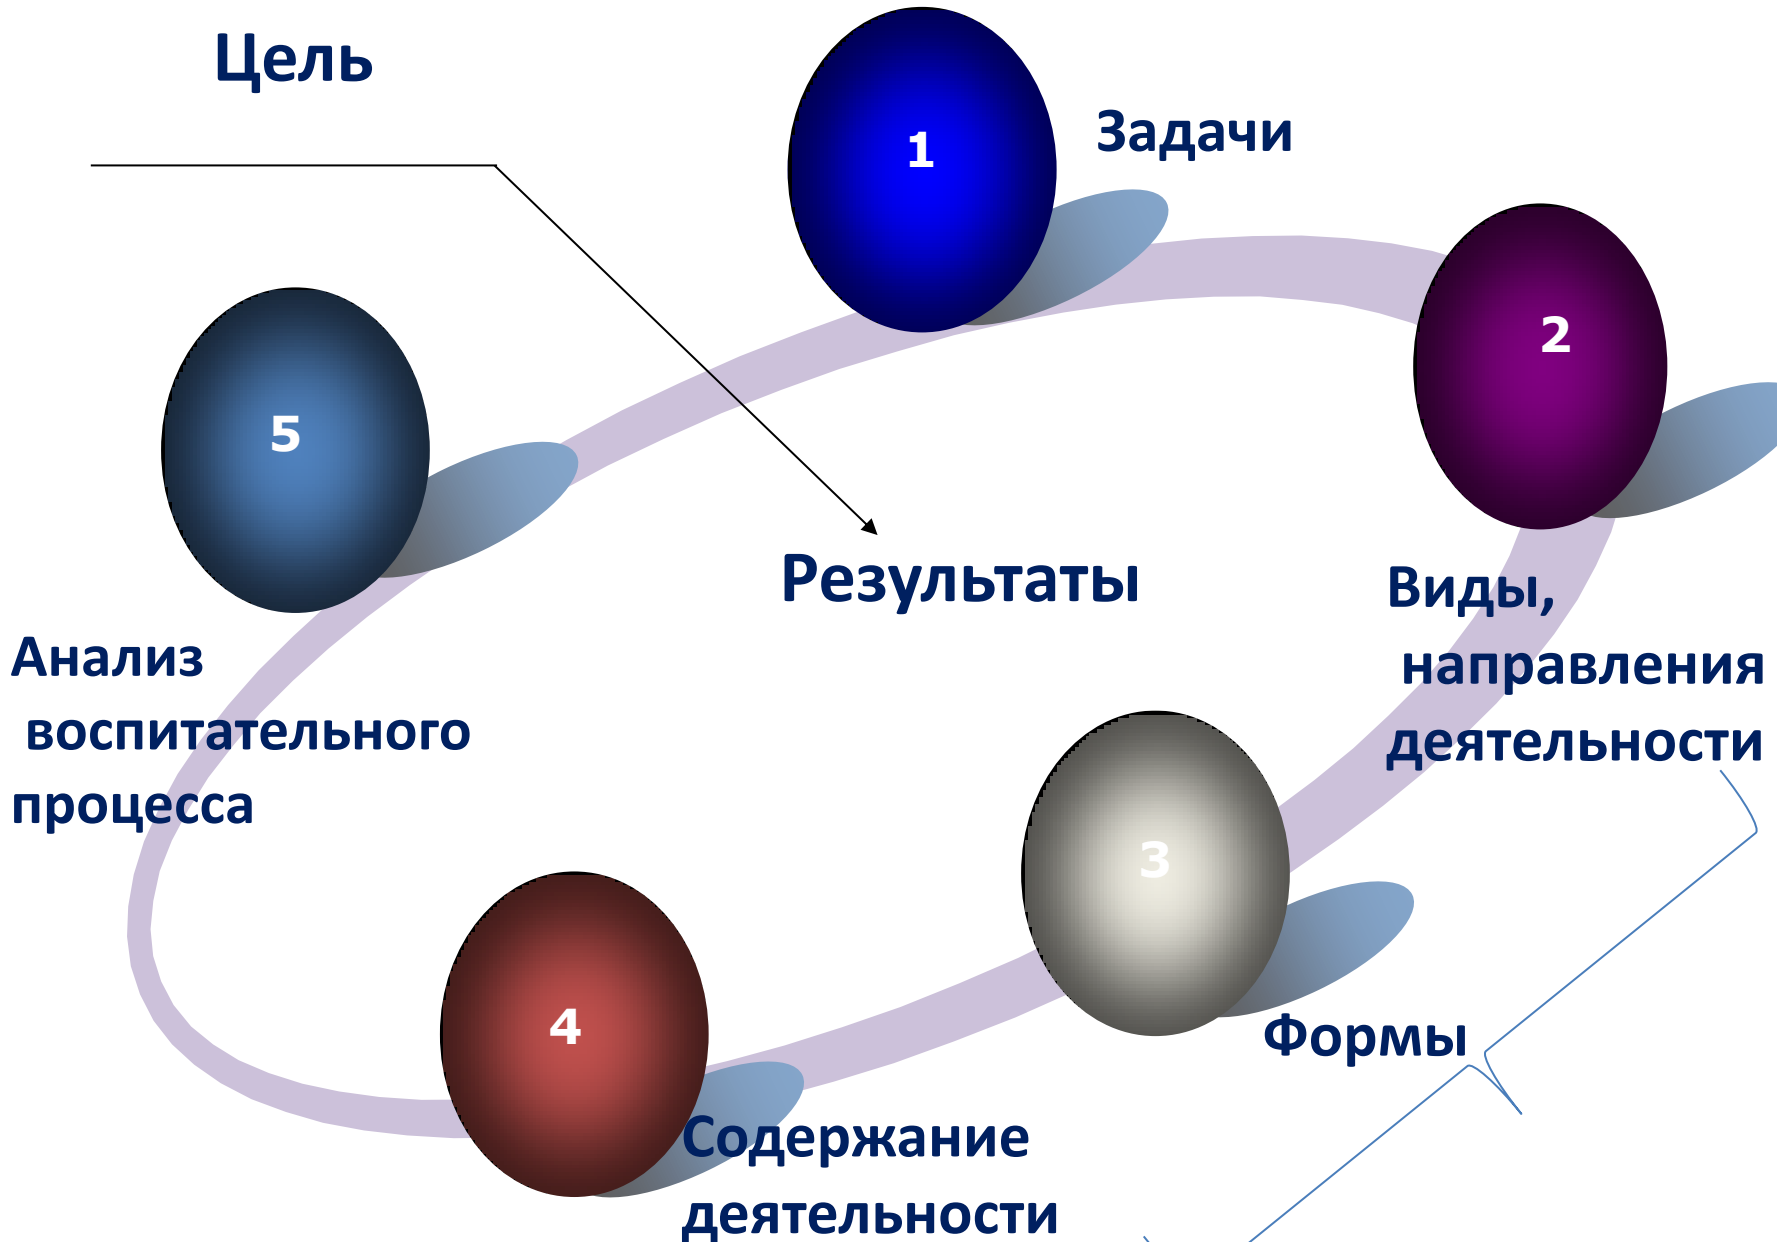 Цель
1
Задачи
2
5
Результаты
Виды,
направления
деятельности
Анализ
воспитательного
процесса
3
Формы
4
Содержание
деятельности